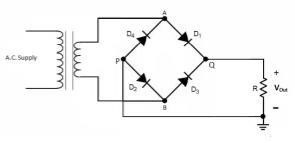 A
D4 D1
A.C. Supply
P Q
+
R VOut
D2 D3
−
B